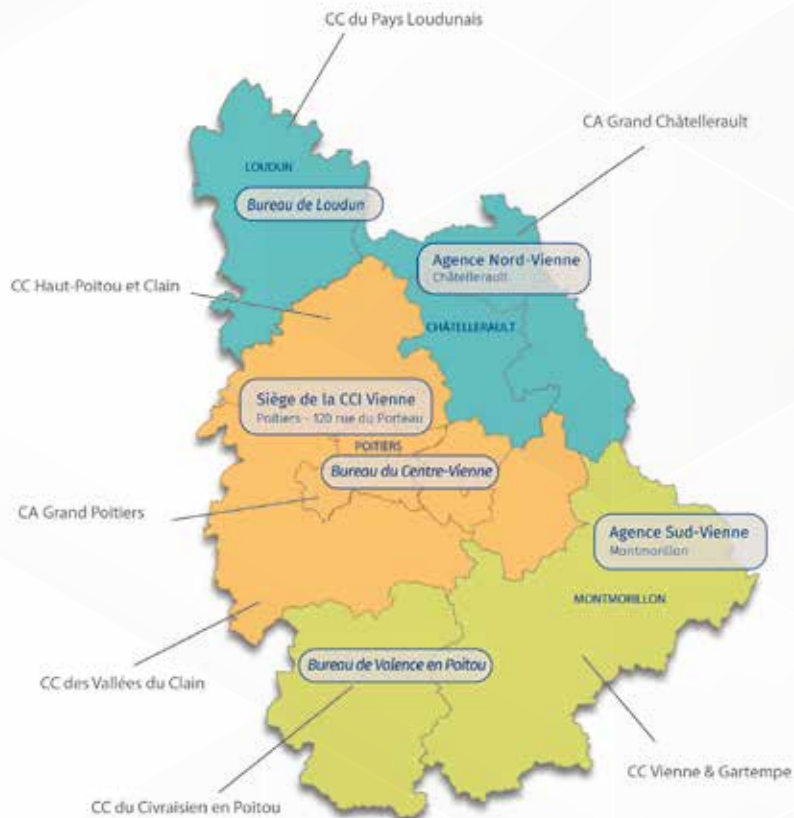 CC du Pays Loudunais
CA Grand Châtellerault
LOUDUN
Bureau de Loudun
Agence Nord-Vienne
Châtellerault
CC Haut-Poitou et Clain
CHÂTELLERAULT
Siège de la CCI Vienne
Poitiers - 120 rue du Porteau
POITIERS
Bureau du Centre-Vienne
CA Grand Poitiers
Agence Sud-Vienne
Montmorillon
MONTMORILLON
Bureau de Valence en Poitou
CC des Vallées du Clain
CC Vienne & Gartempe
CC du Civraisien en Poitou